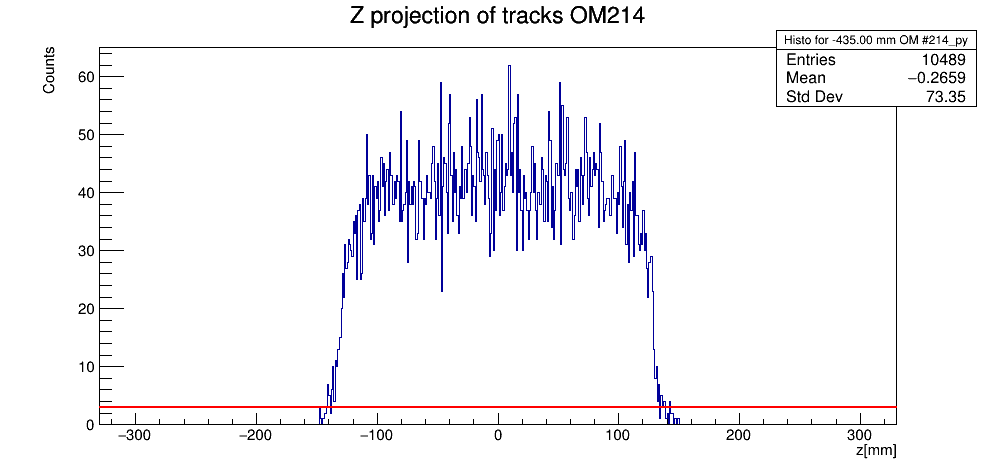 Z projection of tracks OM214
Histo for -435.00 mm OM #214_py
Entries 10489
Mean −0.2659
Std Dev 73.35
Counts
60
50
40
30
20
10
0
−300 −200 −100 0 100 200 300
z[mm]